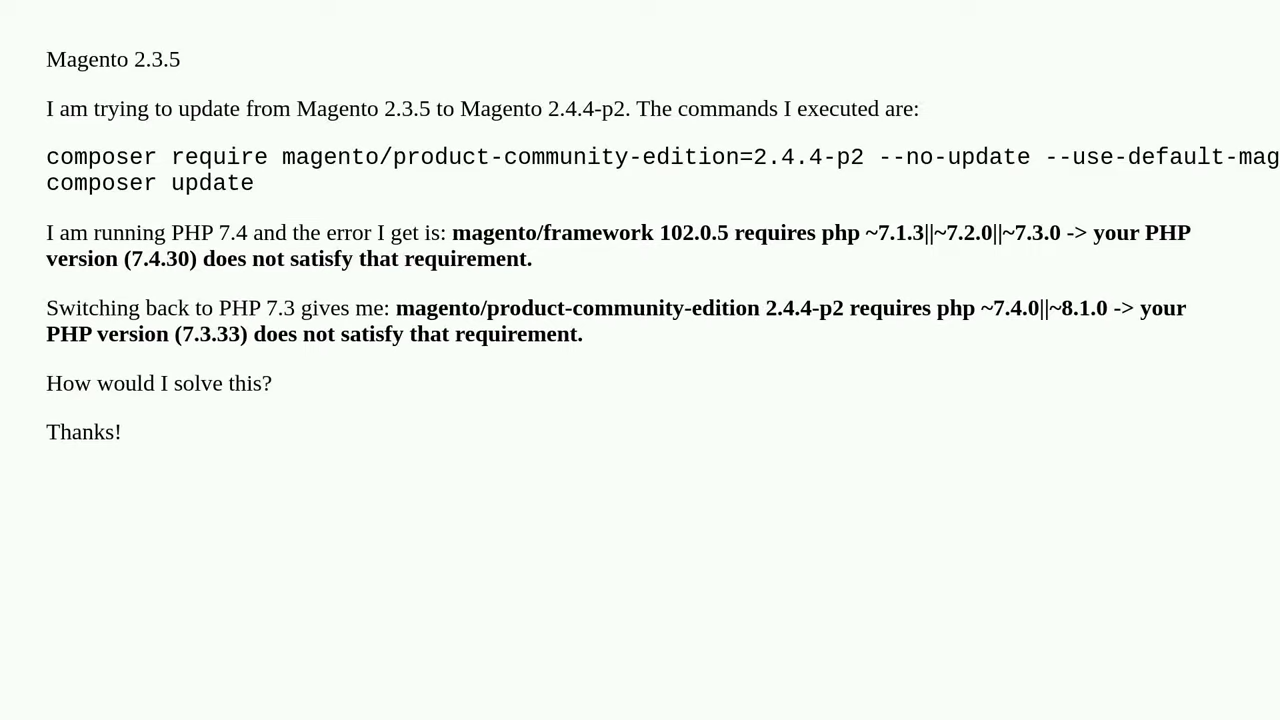 Magento 2.3.5
I am trying to update from Magento 2.3.5 to Magento 2.4.4-p2. The commands I executed are:
composer require magento/product-community-edition=2.4.4-p2 --no-update --use-default-mag
composer update
I am running PHP 7.4 and the error I get is: magento/framework 102.0.5 requires php ~7.1.3||~7.2.0||~7.3.0 -> your PHP
version (7.4.30) does not satisfy that requirement.
Switching back to PHP 7.3 gives me: magento/product-community-edition 2.4.4-p2 requires php ~7.4.0||~8.1.0 -> your
PHP version (7.3.33) does not satisfy that requirement.
How would I solve this?
Thanks!